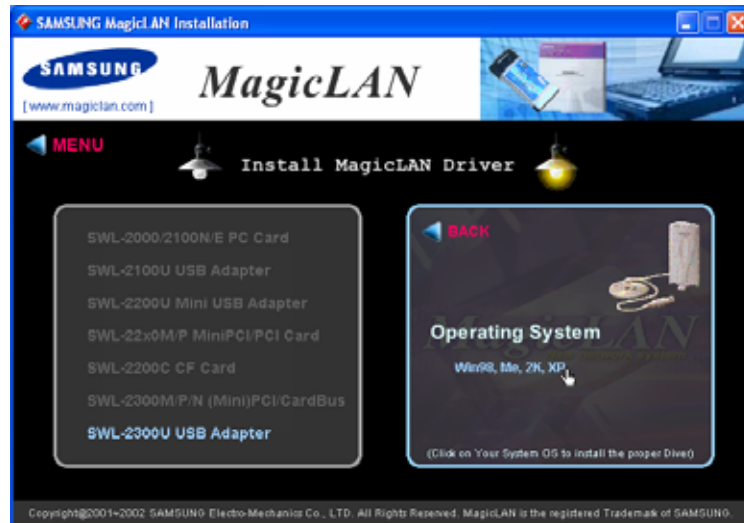 SAMSUNG MagicLAN Installation
SAMSUNG
[www.magiclan.com]
MagicLAN
MENU
Install MagicLAN Driver
SWL-2000/2100N/E PC Card
SWL-2100U USB Adapter
SWL-2200U Mini USB Adapter
SWL-22x0M/P MiniPCI/PCI Card
SWL-2200C CF Card
SWL-2300M/P/N (Mini)PCI/CardBus
SWL-2300U USB Adapter
BACK
Operating System
Win98, Me, 2K, XP
(Click on Your System OS to install the proper Diver)
Copyright@2001~2002 SAMSUNG Electro-Mechanics Co., LTD. All Rights Reserved. MagicLAN is the registered Trademark of SAMSUNG.